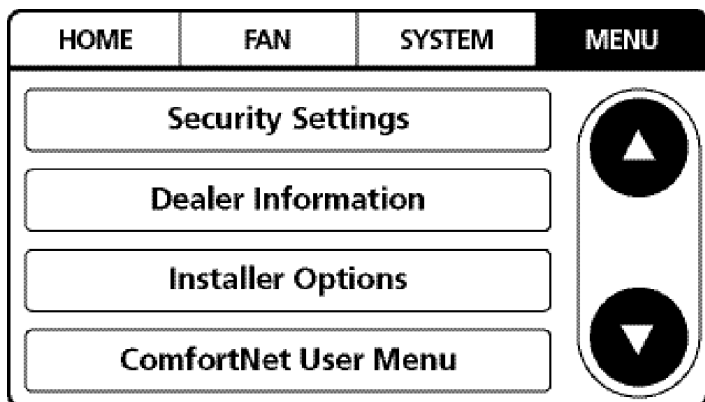 HOME FAN SYSTEM MENU
Security Settings
Dealer Information
Installer Options
ComfortNet User Menu